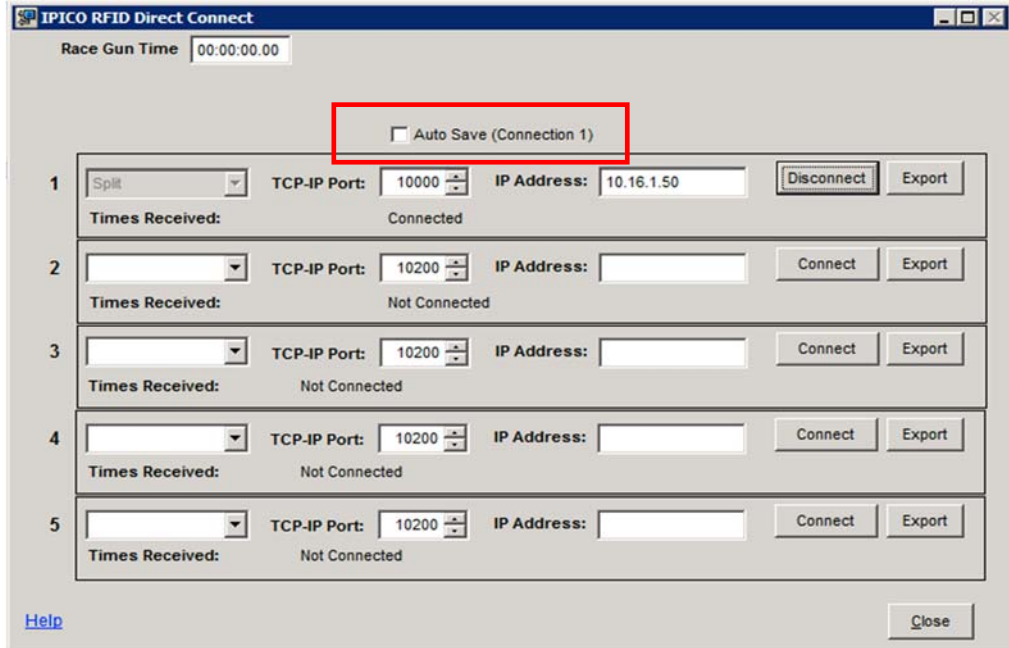 IPICO RFID Direct Connect
Race Gun Time 00:00:00.00
Auto Save (Connection 1)
1 Split TCP-IP Port: 10000 IP Address: 10.16.1.50 Disconnect Export
Times Received: Connected
2 TCP-IP Port: 10200 IP Address: Connect Export
Times Received: Not Connected
3 TCP-IP Port: 10200 IP Address: Connect Export
Times Received: Not Connected
4 TCP-IP Port: 10200 IP Address: Connect Export
Times Received: Not Connected
5 TCP-IP Port: 10200 IP Address: Connect Export
Times Received: Not Connected
Help Close